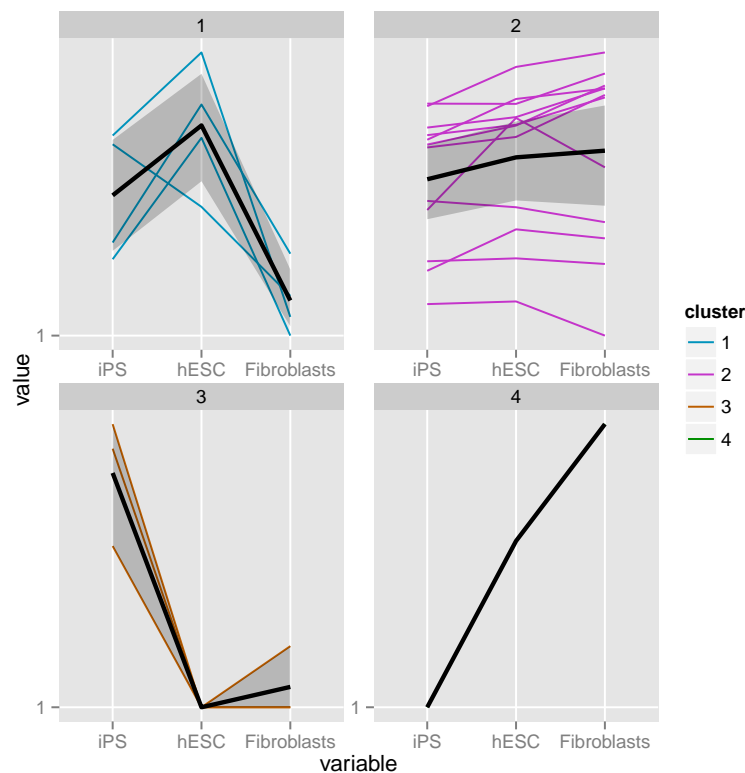 1
2
1
iPS
hESC
Fibroblasts
iPS
hESC
Fibroblasts
value
3
4
1
1
iPS
hESC
Fibroblasts
iPS
hESC
Fibroblasts
variable
cluster
1
2
3
4